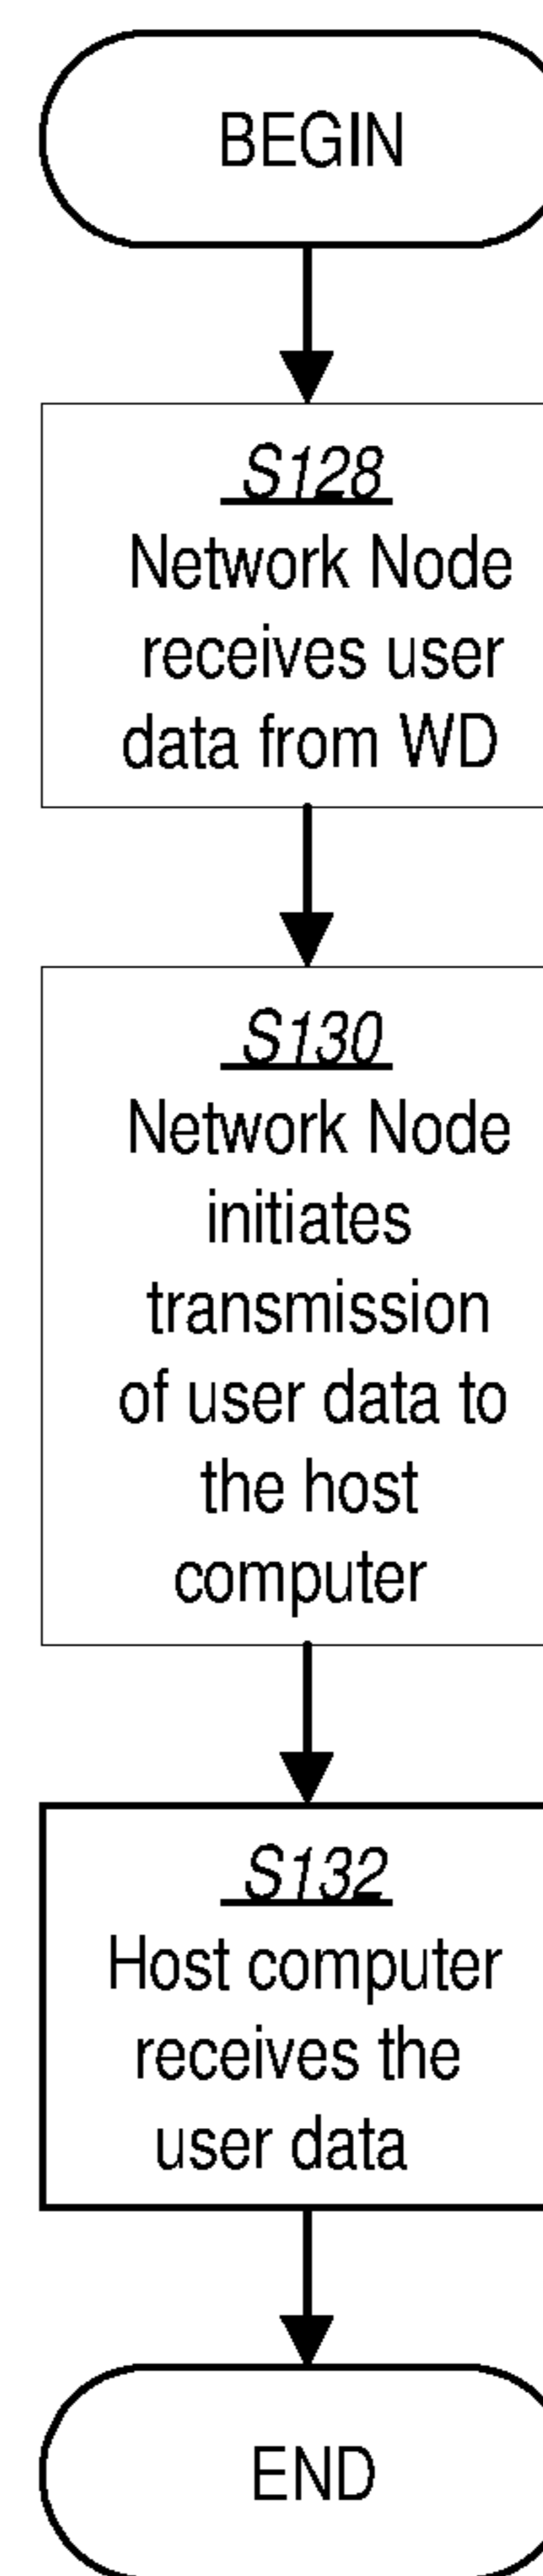 BEGIN
S128
Network Node
receives user
data from WD
S130
Network Node
initiates
transmission
of user data to
the host
computer
S132
Host computer
receives the
user data
END